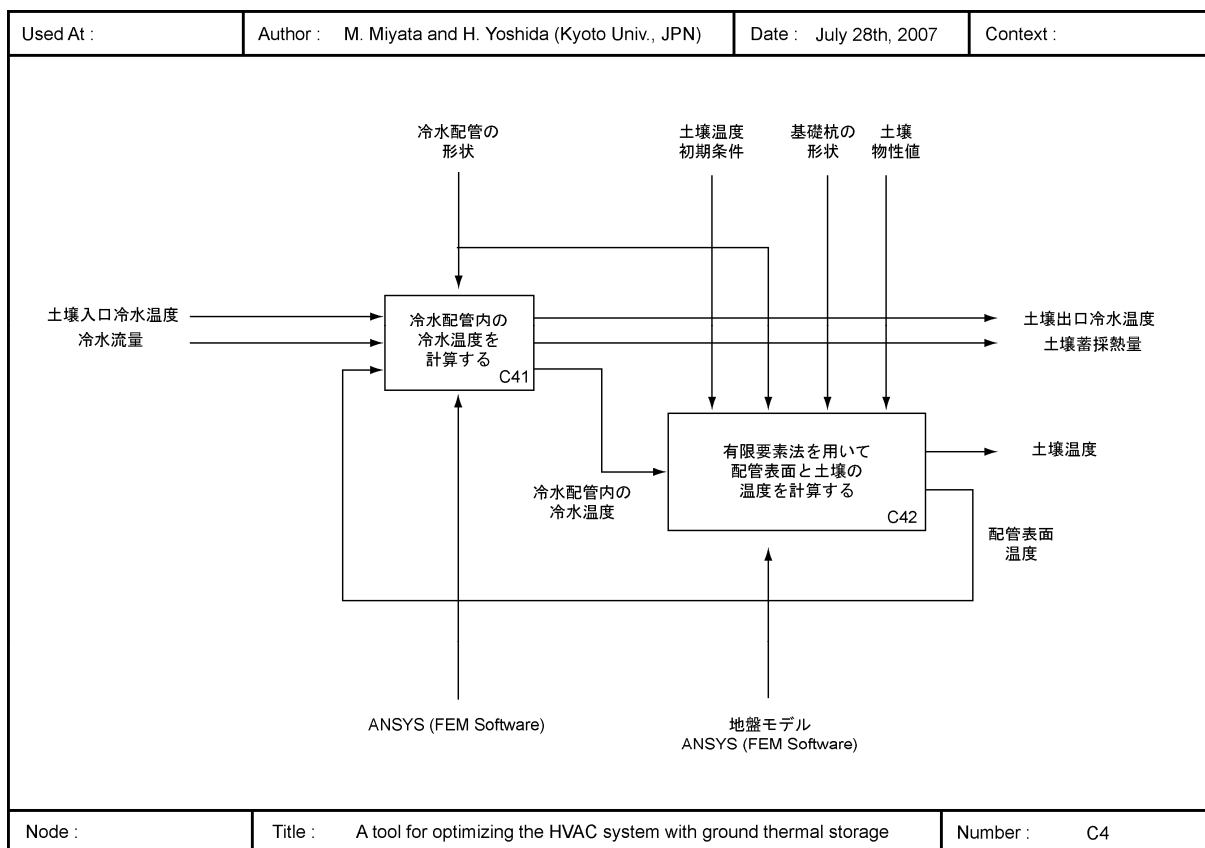 Used At :
Author : M. Miyata and H. Yoshida (Kyoto Univ., JPN)
Date : July 28th, 2007
Context :
冷水配管の
形状
土壌温度
初期条件
基礎杭の
形状
土壌
物性値
土壌入口冷水温度
冷水流量
冷水配管内の
冷水温度を
計算する
C41
土壌出口冷水温度
土壌蓄採熱量
有限要素法を用いて
配管表面と土壌の
温度を計算する
C42
土壌温度
冷水配管内の
冷水温度
配管表面
温度
ANSYS (FEM Software)
地盤モデル
ANSYS (FEM Software)
Node :
Title : A tool for optimizing the HVAC system with ground thermal storage
Number : C4